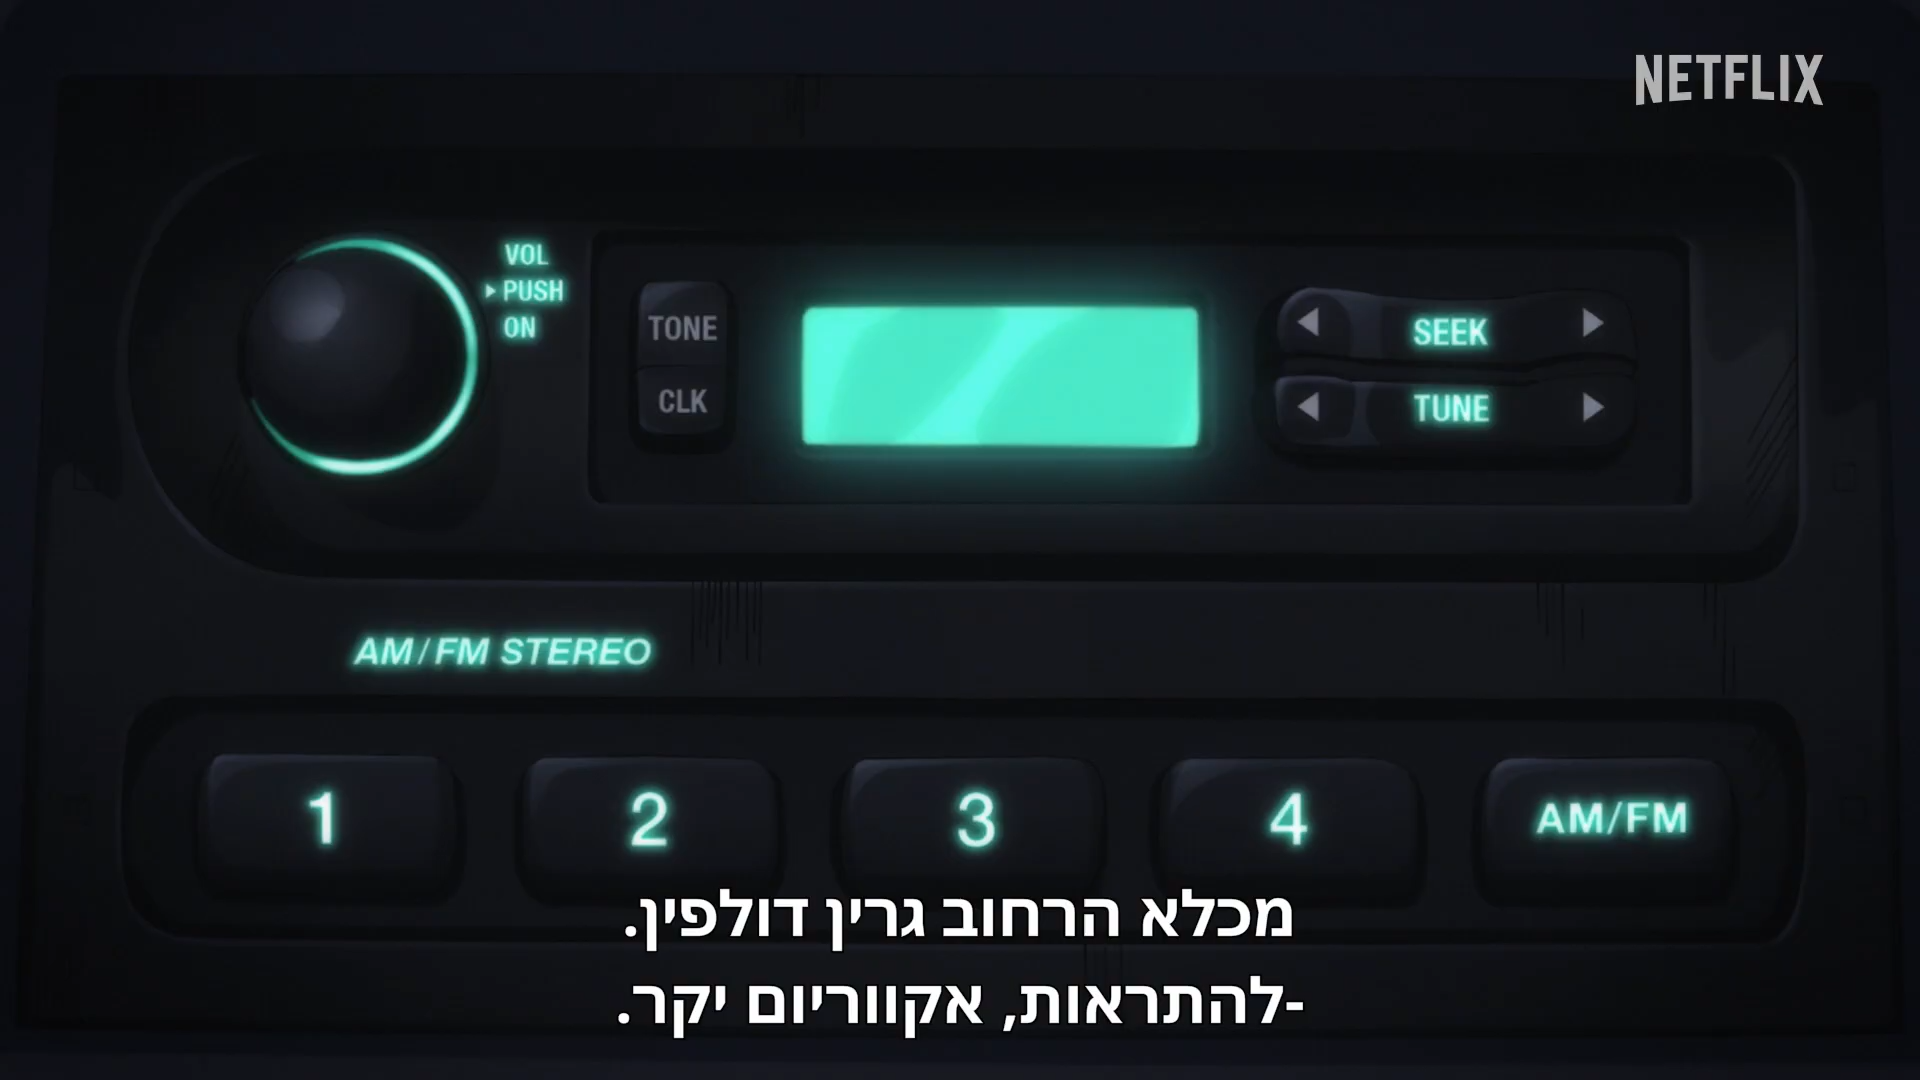 NETFLIX
VOL
PUSH
ON
TONE
CLK
SEEK
TUNE
AM/FM STEREO
1 2 3 4 AM/FM
מכלא הרחוב גרין דולפין.
-להתראות, אקווריום יקר.